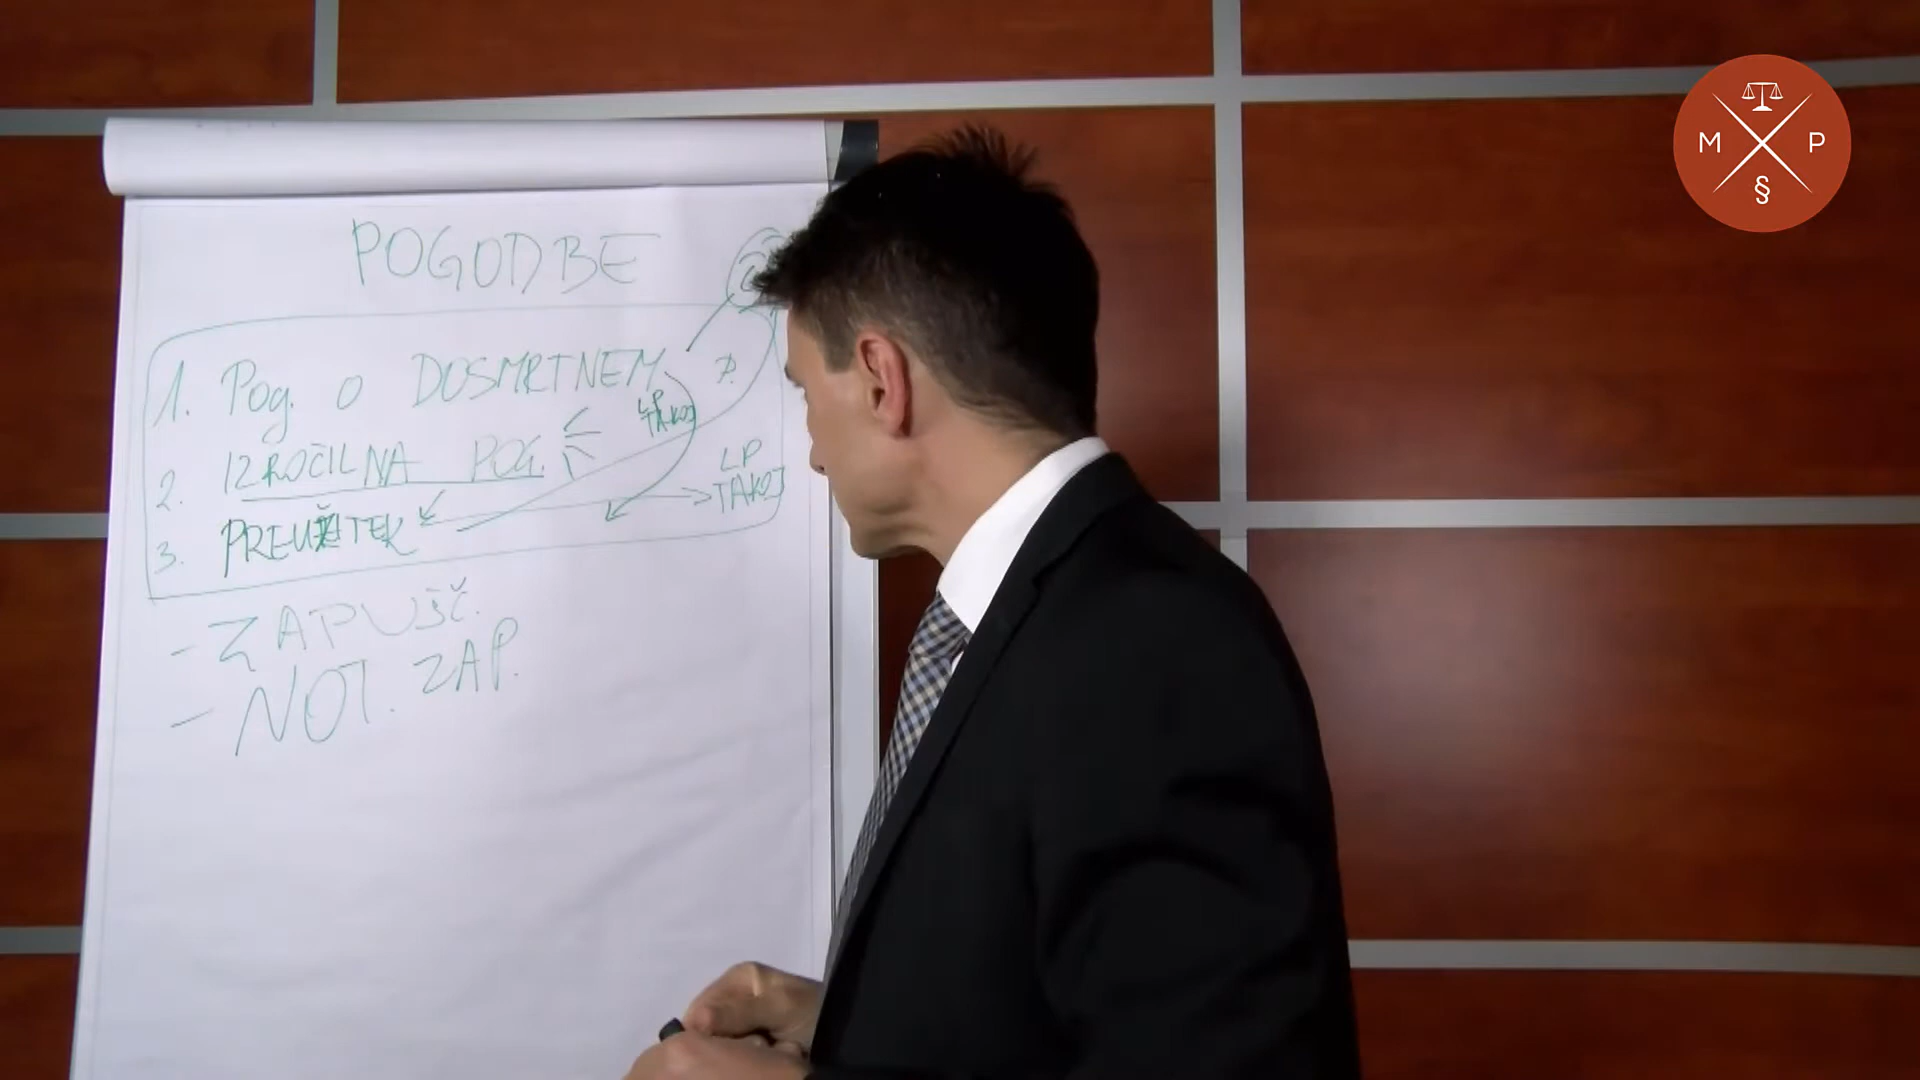 POGODBE
1. Pog. o DOSMRTNEM
LP
TAKOJ
2. IZROČILNA POG.
LP
TAKOJ
3. PREUŽITEK
- ZAPUŠČ.
- NOT. ZAP.
M P
§